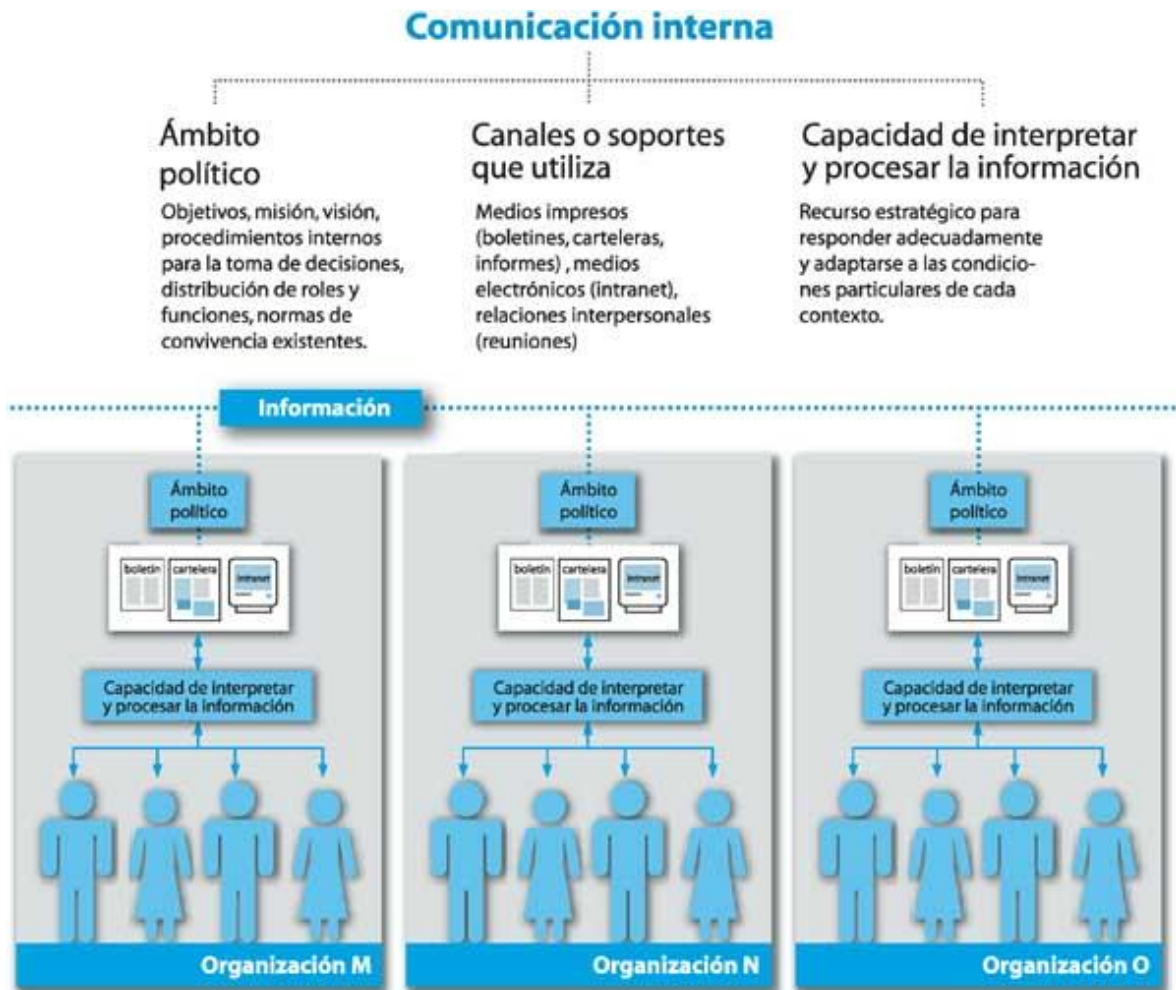 Comunicación interna
Ámbito
político
Objetivos, misión, visión,
procedimientos internos
para la toma de decisiones,
distribución de roles y
funciones, normas de
convivencia existentes.
Canales o soportes
que utiliza
Medios impresos
(boletines, carteleras,
informes) , medios
electrónicos (intranet),
relaciones interpersonales
(reuniones)
Capacidad de interpretar
y procesar la información
Recurso estratégico para
responder adecuadamente
y adaptarse a las condicio-
nes particulares de cada
contexto.
Información
Ámbito
político
boletín
cartelera
intranet
Capacidad de interpretar
y procesar la información
Organización M
Ámbito
político
boletín
cartelera
intranet
Capacidad de interpretar
y procesar la información
Organización N
Ámbito
político
boletín
cartelera
intranet
Capacidad de interpretar
y procesar la información
Organización O